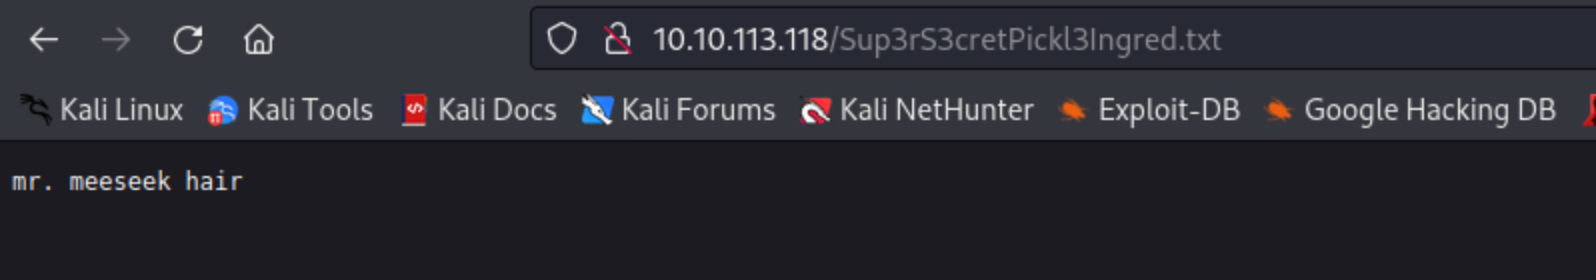 10.10.113.118/Sup3rS3cretPickl3Ingred.txt
Kali Linux Kali Tools Kali Docs Kali Forums Kali NetHunter Exploit-DB Google Hacking DB
mr. meeseek hair